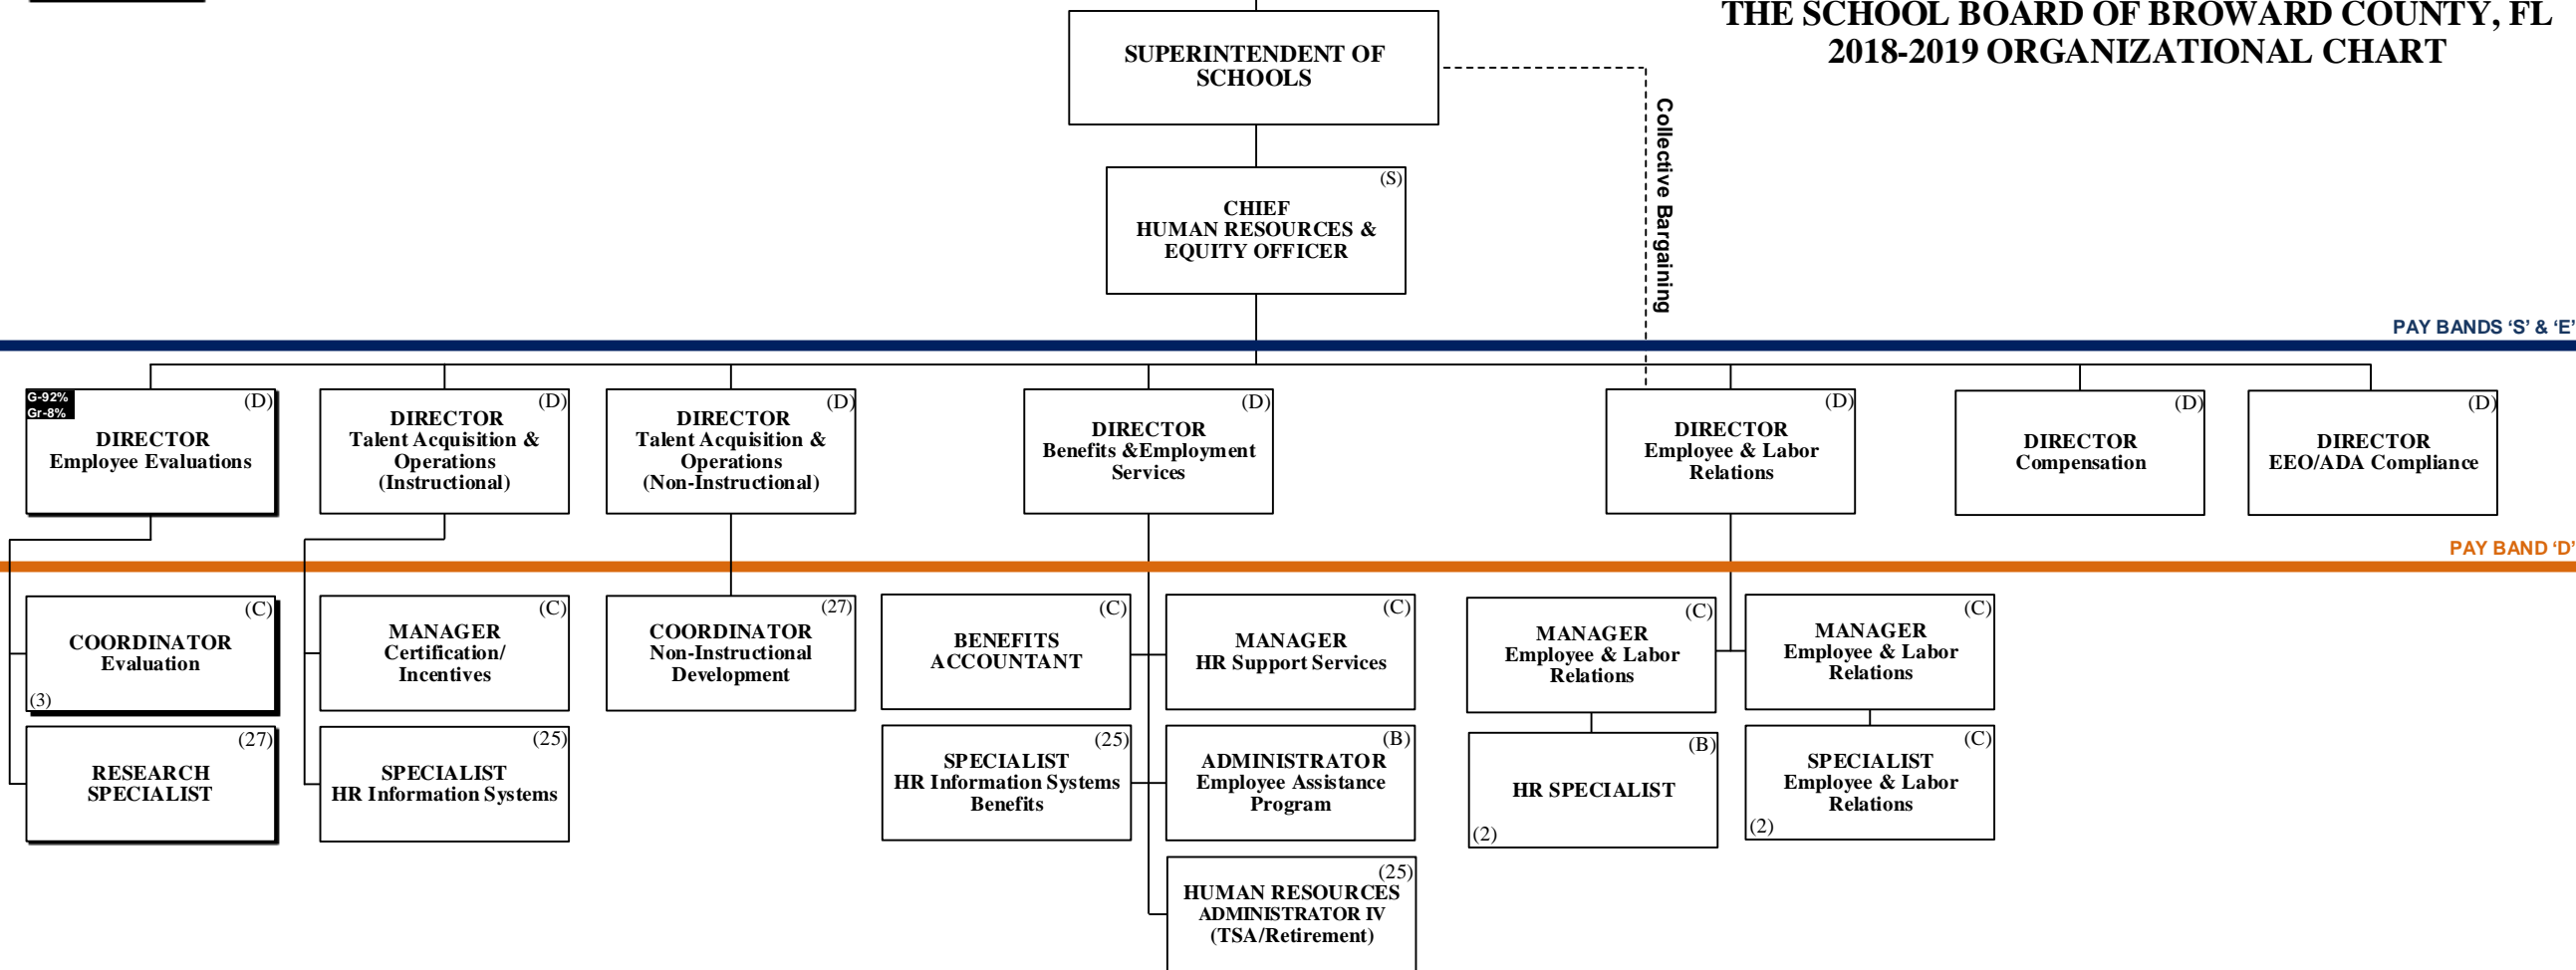 THE SCHOOL BOARD OF BROWARD COUNTY, FL
2018-2019 ORGANIZATIONAL CHART
SUPERINTENDENT OF
SCHOOLS
Collective Bargaining
(S)
CHIEF
HUMAN RESOURCES &
EQUITY OFFICER
PAY BANDS ‘S’ & ‘E’
G-92%
Gr-8%
(D)
DIRECTOR
Employee Evaluations
(D)
DIRECTOR
Talent Acquisition &
Operations
(Instructional)
(D)
DIRECTOR
Talent Acquisition &
Operations
(Non-Instructional)
(D)
DIRECTOR
Benefits &Employment
Services
(D)
DIRECTOR
Employee & Labor
Relations
(D)
DIRECTOR
Compensation
(D)
DIRECTOR
EEO/ADA Compliance
PAY BAND ‘D’
(C)
COORDINATOR
Evaluation
(3)
(C)
MANAGER
Certification/
Incentives
(27)
COORDINATOR
Non-Instructional
Development
(C)
BENEFITS
ACCOUNTANT
(C)
MANAGER
HR Support Services
(C)
MANAGER
Employee & Labor
Relations
(C)
MANAGER
Employee & Labor
Relations
(27)
RESEARCH
SPECIALIST
(25)
SPECIALIST
HR Information Systems
(25)
SPECIALIST
HR Information Systems
Benefits
(B)
ADMINISTRATOR
Employee Assistance
Program
(B)
HR SPECIALIST
(2)
(C)
SPECIALIST
Employee & Labor
Relations
(2)
(25)
HUMAN RESOURCES
ADMINISTRATOR IV
(TSA/Retirement)